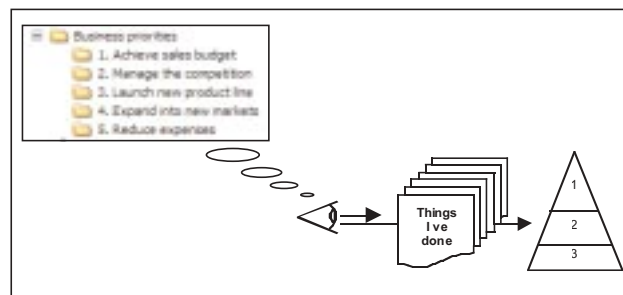 Business priorities
1. Achieve sales budget
2. Manage the competition
3. Launch new product line
4. Expand into new markets
5. Reduce expenses
Things
I ve
done
1
2
3